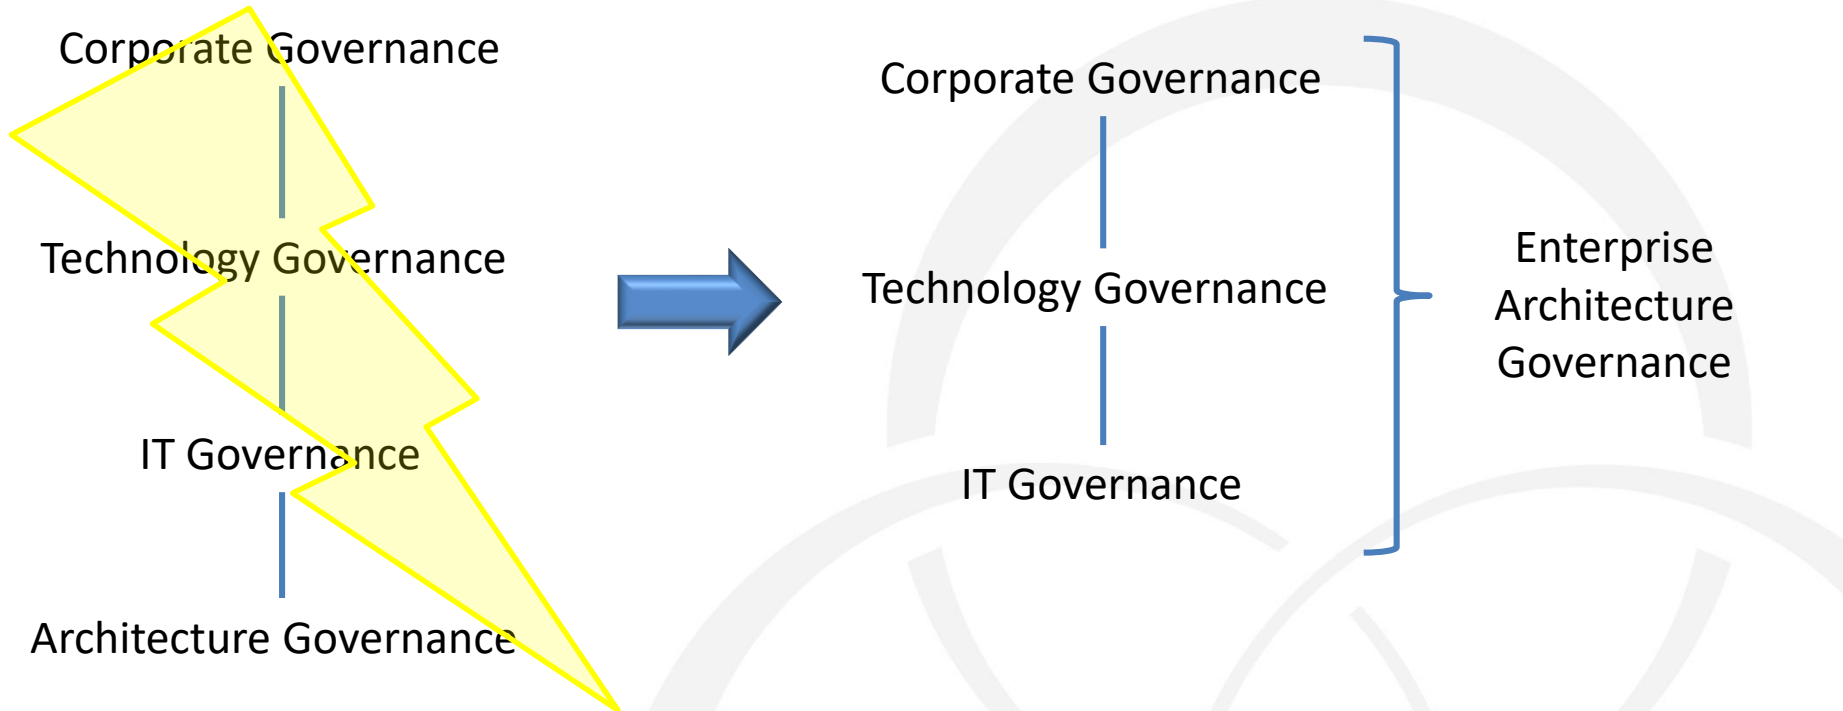 Corporate Governance
Technology Governance
IT Governance
Architecture Governance
Corporate Governance
Technology Governance
IT Governance
Enterprise
Architecture
Governance